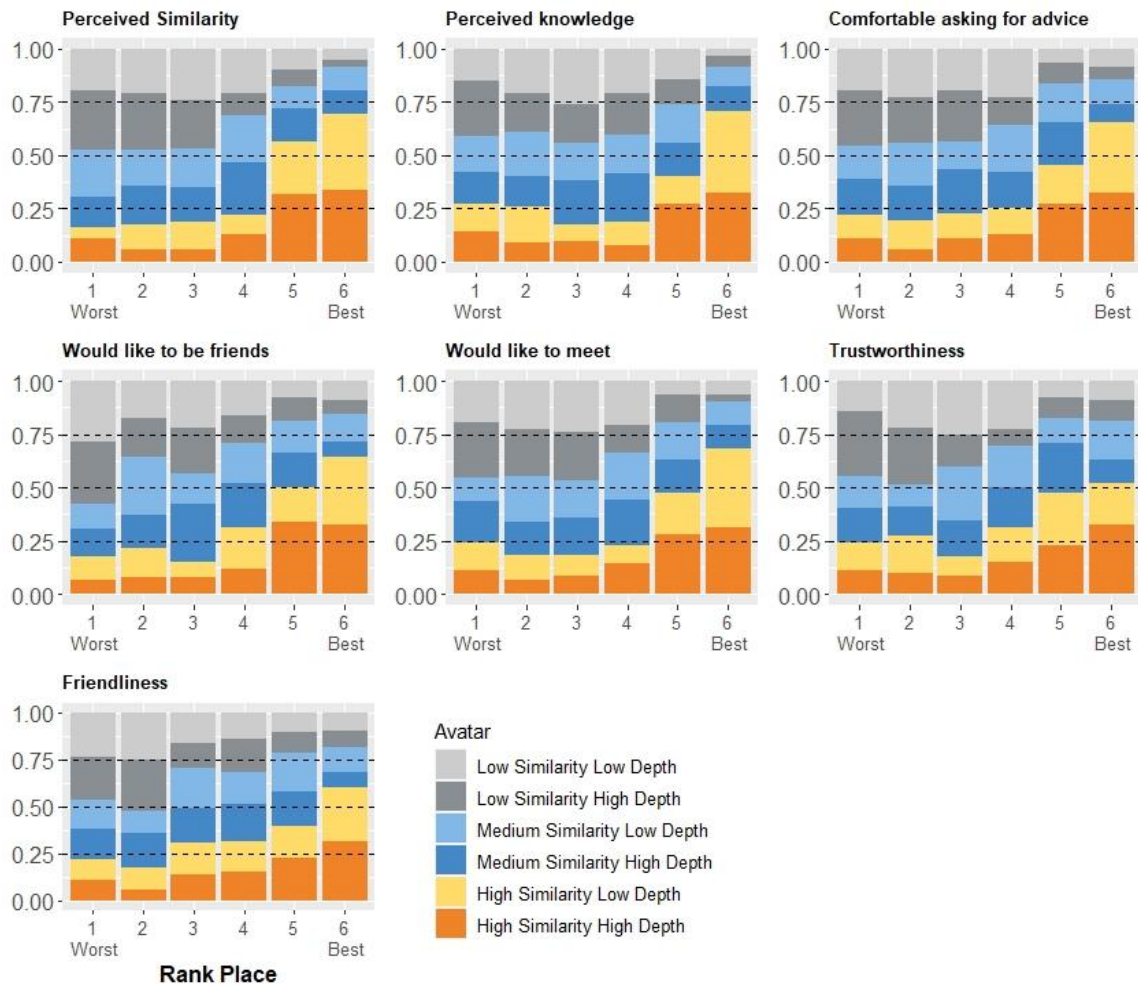 Perceived Similarity
Perceived knowledge
Comfortable asking for advice
1.00
0.75
0.50
0.25
0.00
1 2 3 4 5 6
Worst Best
1 2 3 4 5 6
Worst Best
1 2 3 4 5 6
Worst Best
1.00
0.75
0.50
0.25
0.00
1.00
0.75
0.50
0.25
0.00
Would like to be friends
Would like to meet
Trustworthiness
1.00
0.75
0.50
0.25
0.00
1 2 3 4 5 6
Worst Best
1.00
0.75
0.50
0.25
0.00
1 2 3 4 5 6
Worst Best
1.00
0.75
0.50
0.25
0.00
1 2 3 4 5 6
Worst Best
Friendliness
1.00
0.75
0.50
0.25
0.00
1 2 3 4 5 6
Worst Best
Rank Place
Avatar
Low Similarity Low Depth
Low Similarity High Depth
Medium Similarity Low Depth
Medium Similarity High Depth
High Similarity Low Depth
High Similarity High Depth